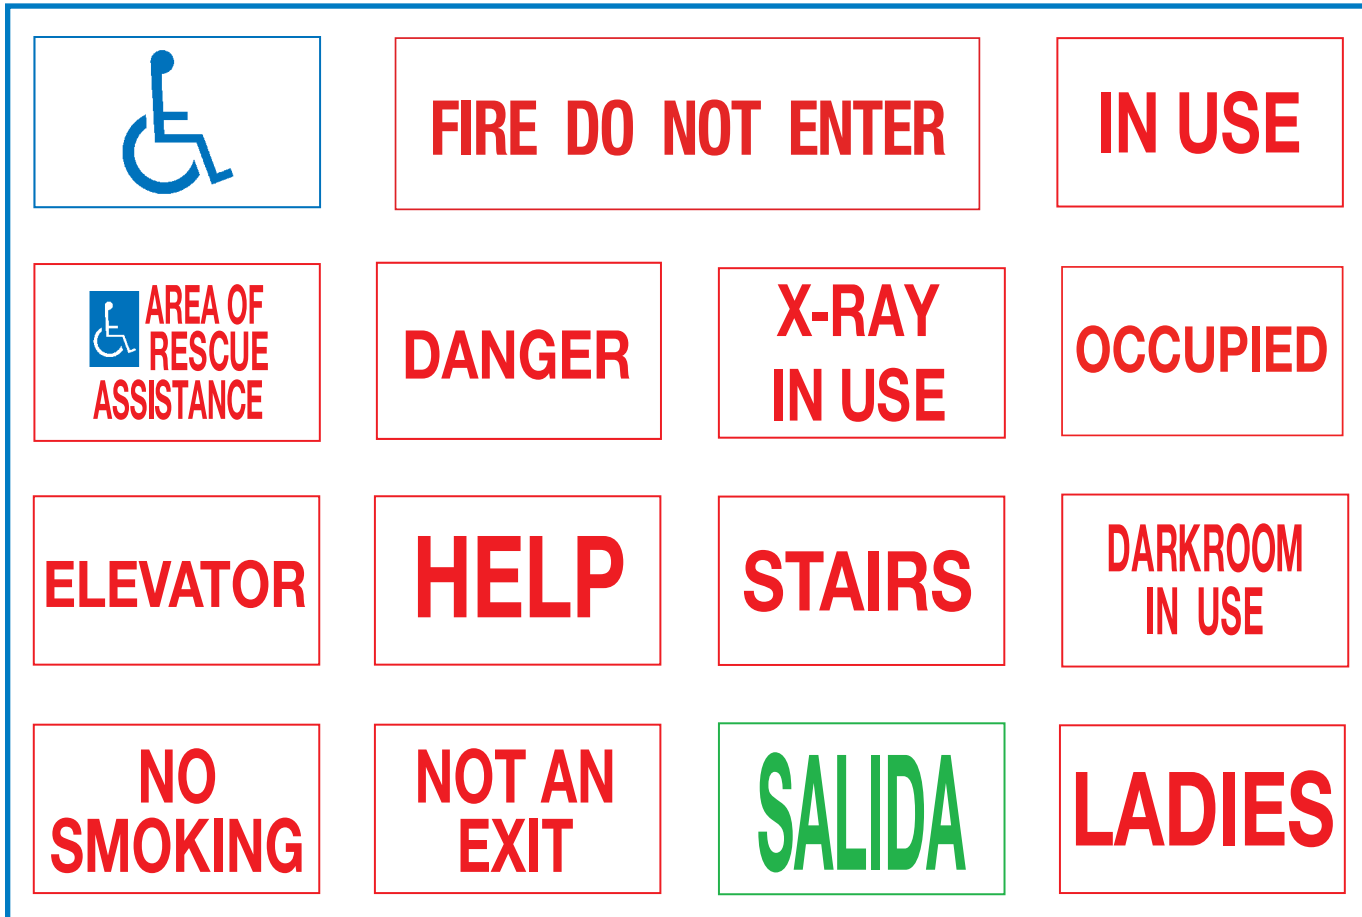 FIRE DO NOT ENTER
IN USE
AREA OF
RESCUE
ASSISTANCE
DANGER
X-RAY
IN USE
OCCUPIED
ELEVATOR
HELP
STAIRS
DARKROOM
IN USE
NO
SMOKING
NOT AN
EXIT
SALIDA
LADIES